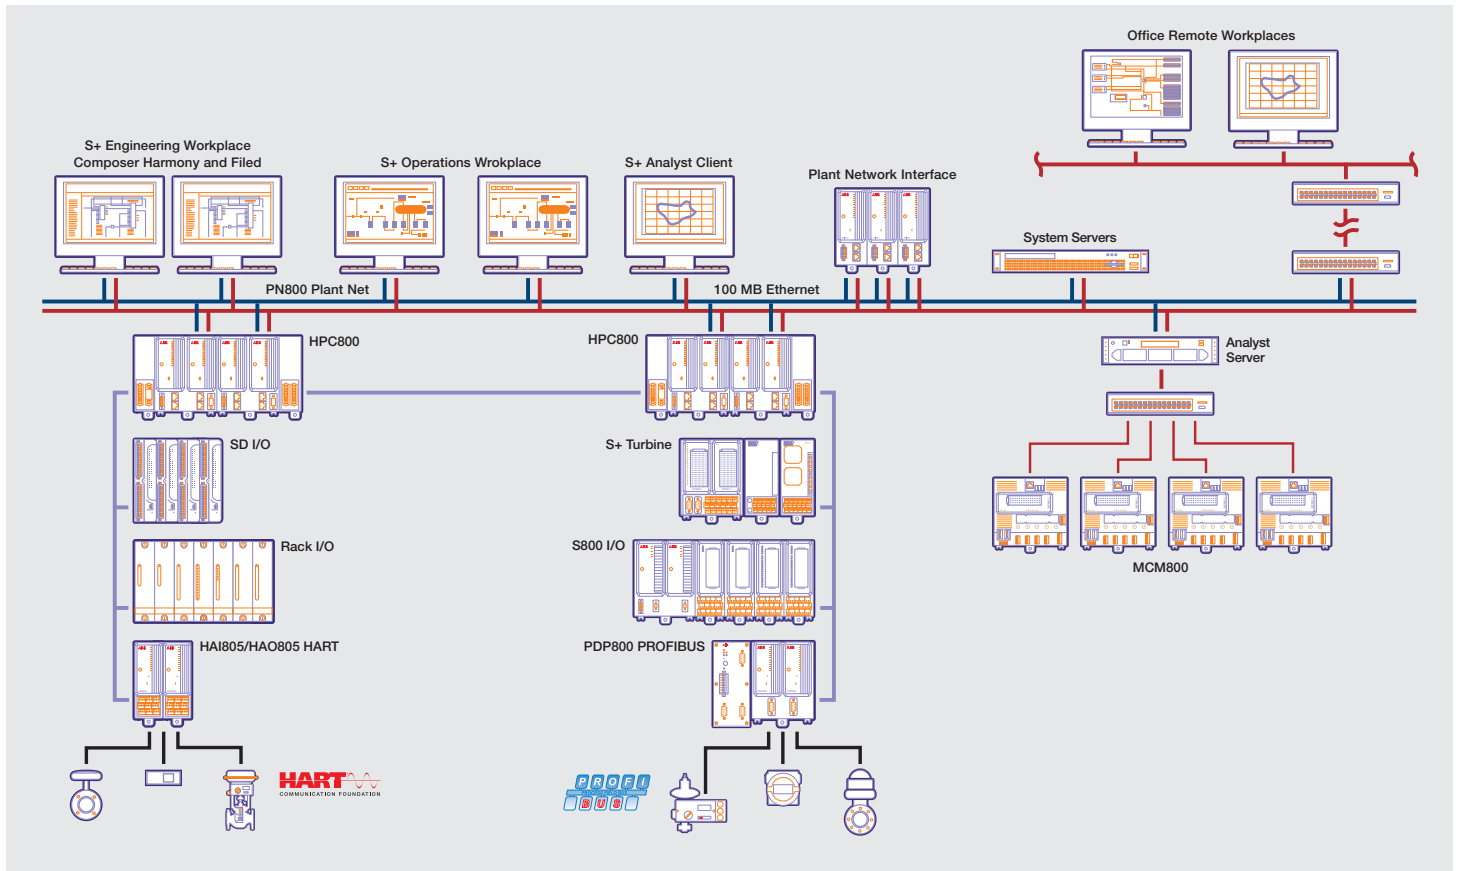 Office Remote Workplaces
S+ Engineering Workplace
Composer Harmony and Filed
S+ Operations Wrokplace
S+ Analyst Client
Plant Network Interface
System Servers
PN800 Plant Net
100 MB Ethernet
HPC800
HPC800
Analyst
Server
SD I/O
S+ Turbine
Rack I/O
S800 I/O
MCM800
HAI805/HAO805 HART
PDP800 PROFIBUS
HART
COMMUNICATION FOUNDATION
PROFI
BUS